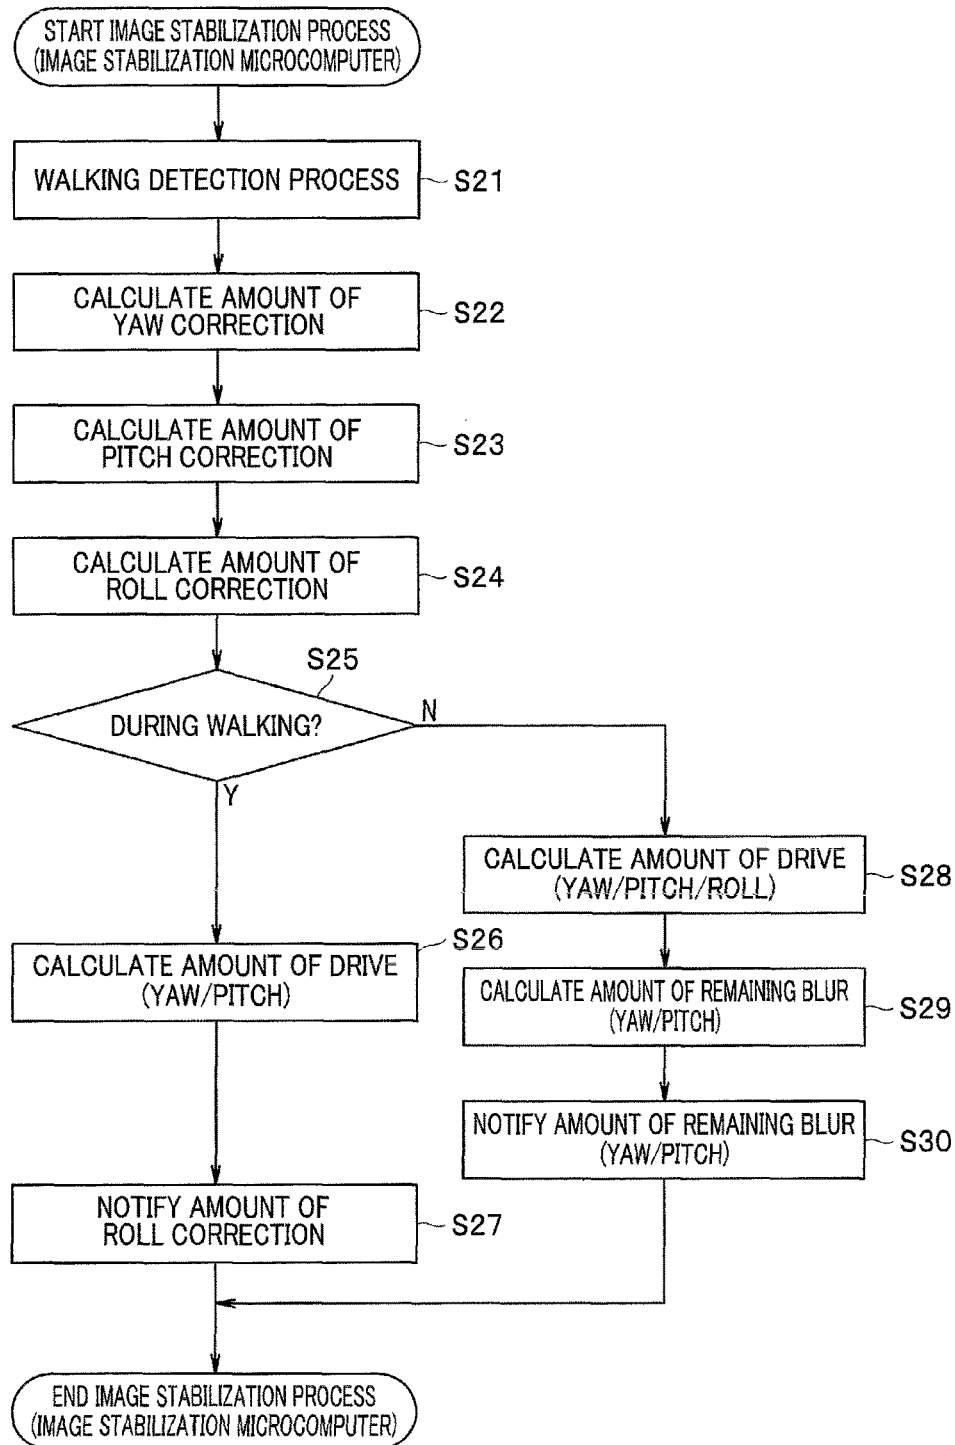 START IMAGE STABILIZATION PROCESS
(IMAGE STABILIZATION MICROCOMPUTER)
WALKING DETECTION PROCESS
S21
CALCULATE AMOUNT OF
YAW CORRECTION
S22
CALCULATE AMOUNT OF
PITCH CORRECTION
S23
CALCULATE AMOUNT OF
ROLL CORRECTION
S24
S25
DURING WALKING?
N
Y
CALCULATE AMOUNT OF DRIVE
(YAW/PITCH/ROLL)
S28
S26
CALCULATE AMOUNT OF DRIVE
(YAW/PITCH)
CALCULATE AMOUNT OF REMAINING BLUR
(YAW/PITCH)
S29
NOTIFY AMOUNT OF REMAINING BLUR
(YAW/PITCH)
S30
NOTIFY AMOUNT OF
ROLL CORRECTION
S27
END IMAGE STABILIZATION PROCESS
(IMAGE STABILIZATION MICROCOMPUTER)